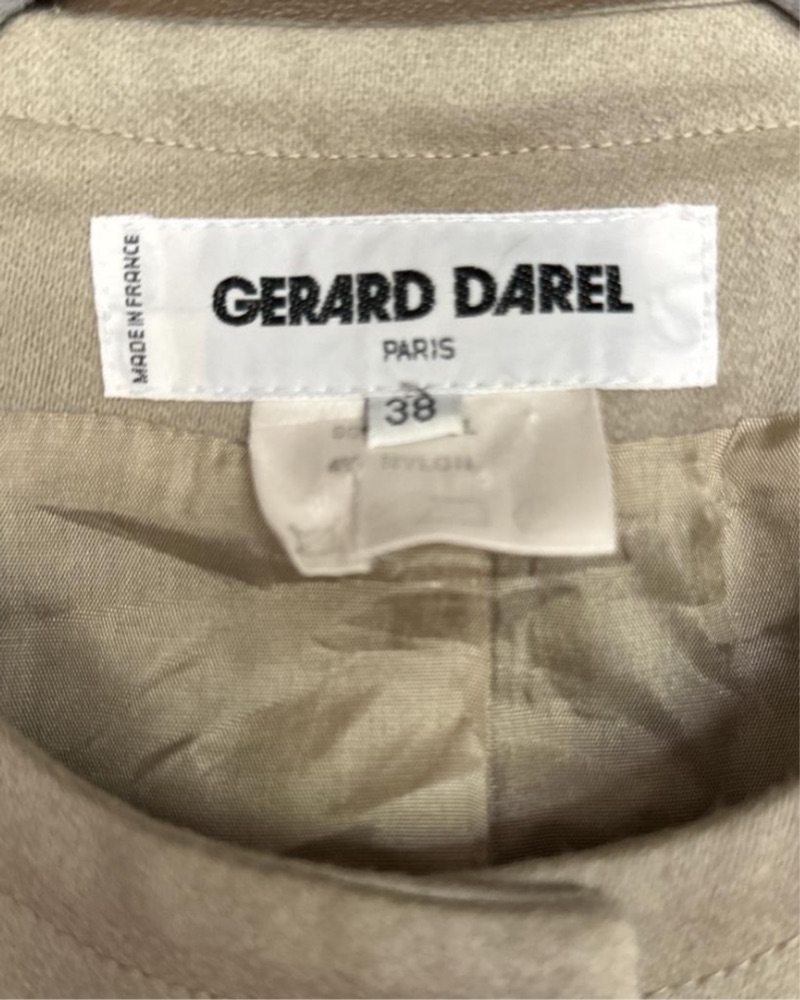 MADE IN FRANCE
GERARD DAREL
PARIS
38
NYLON